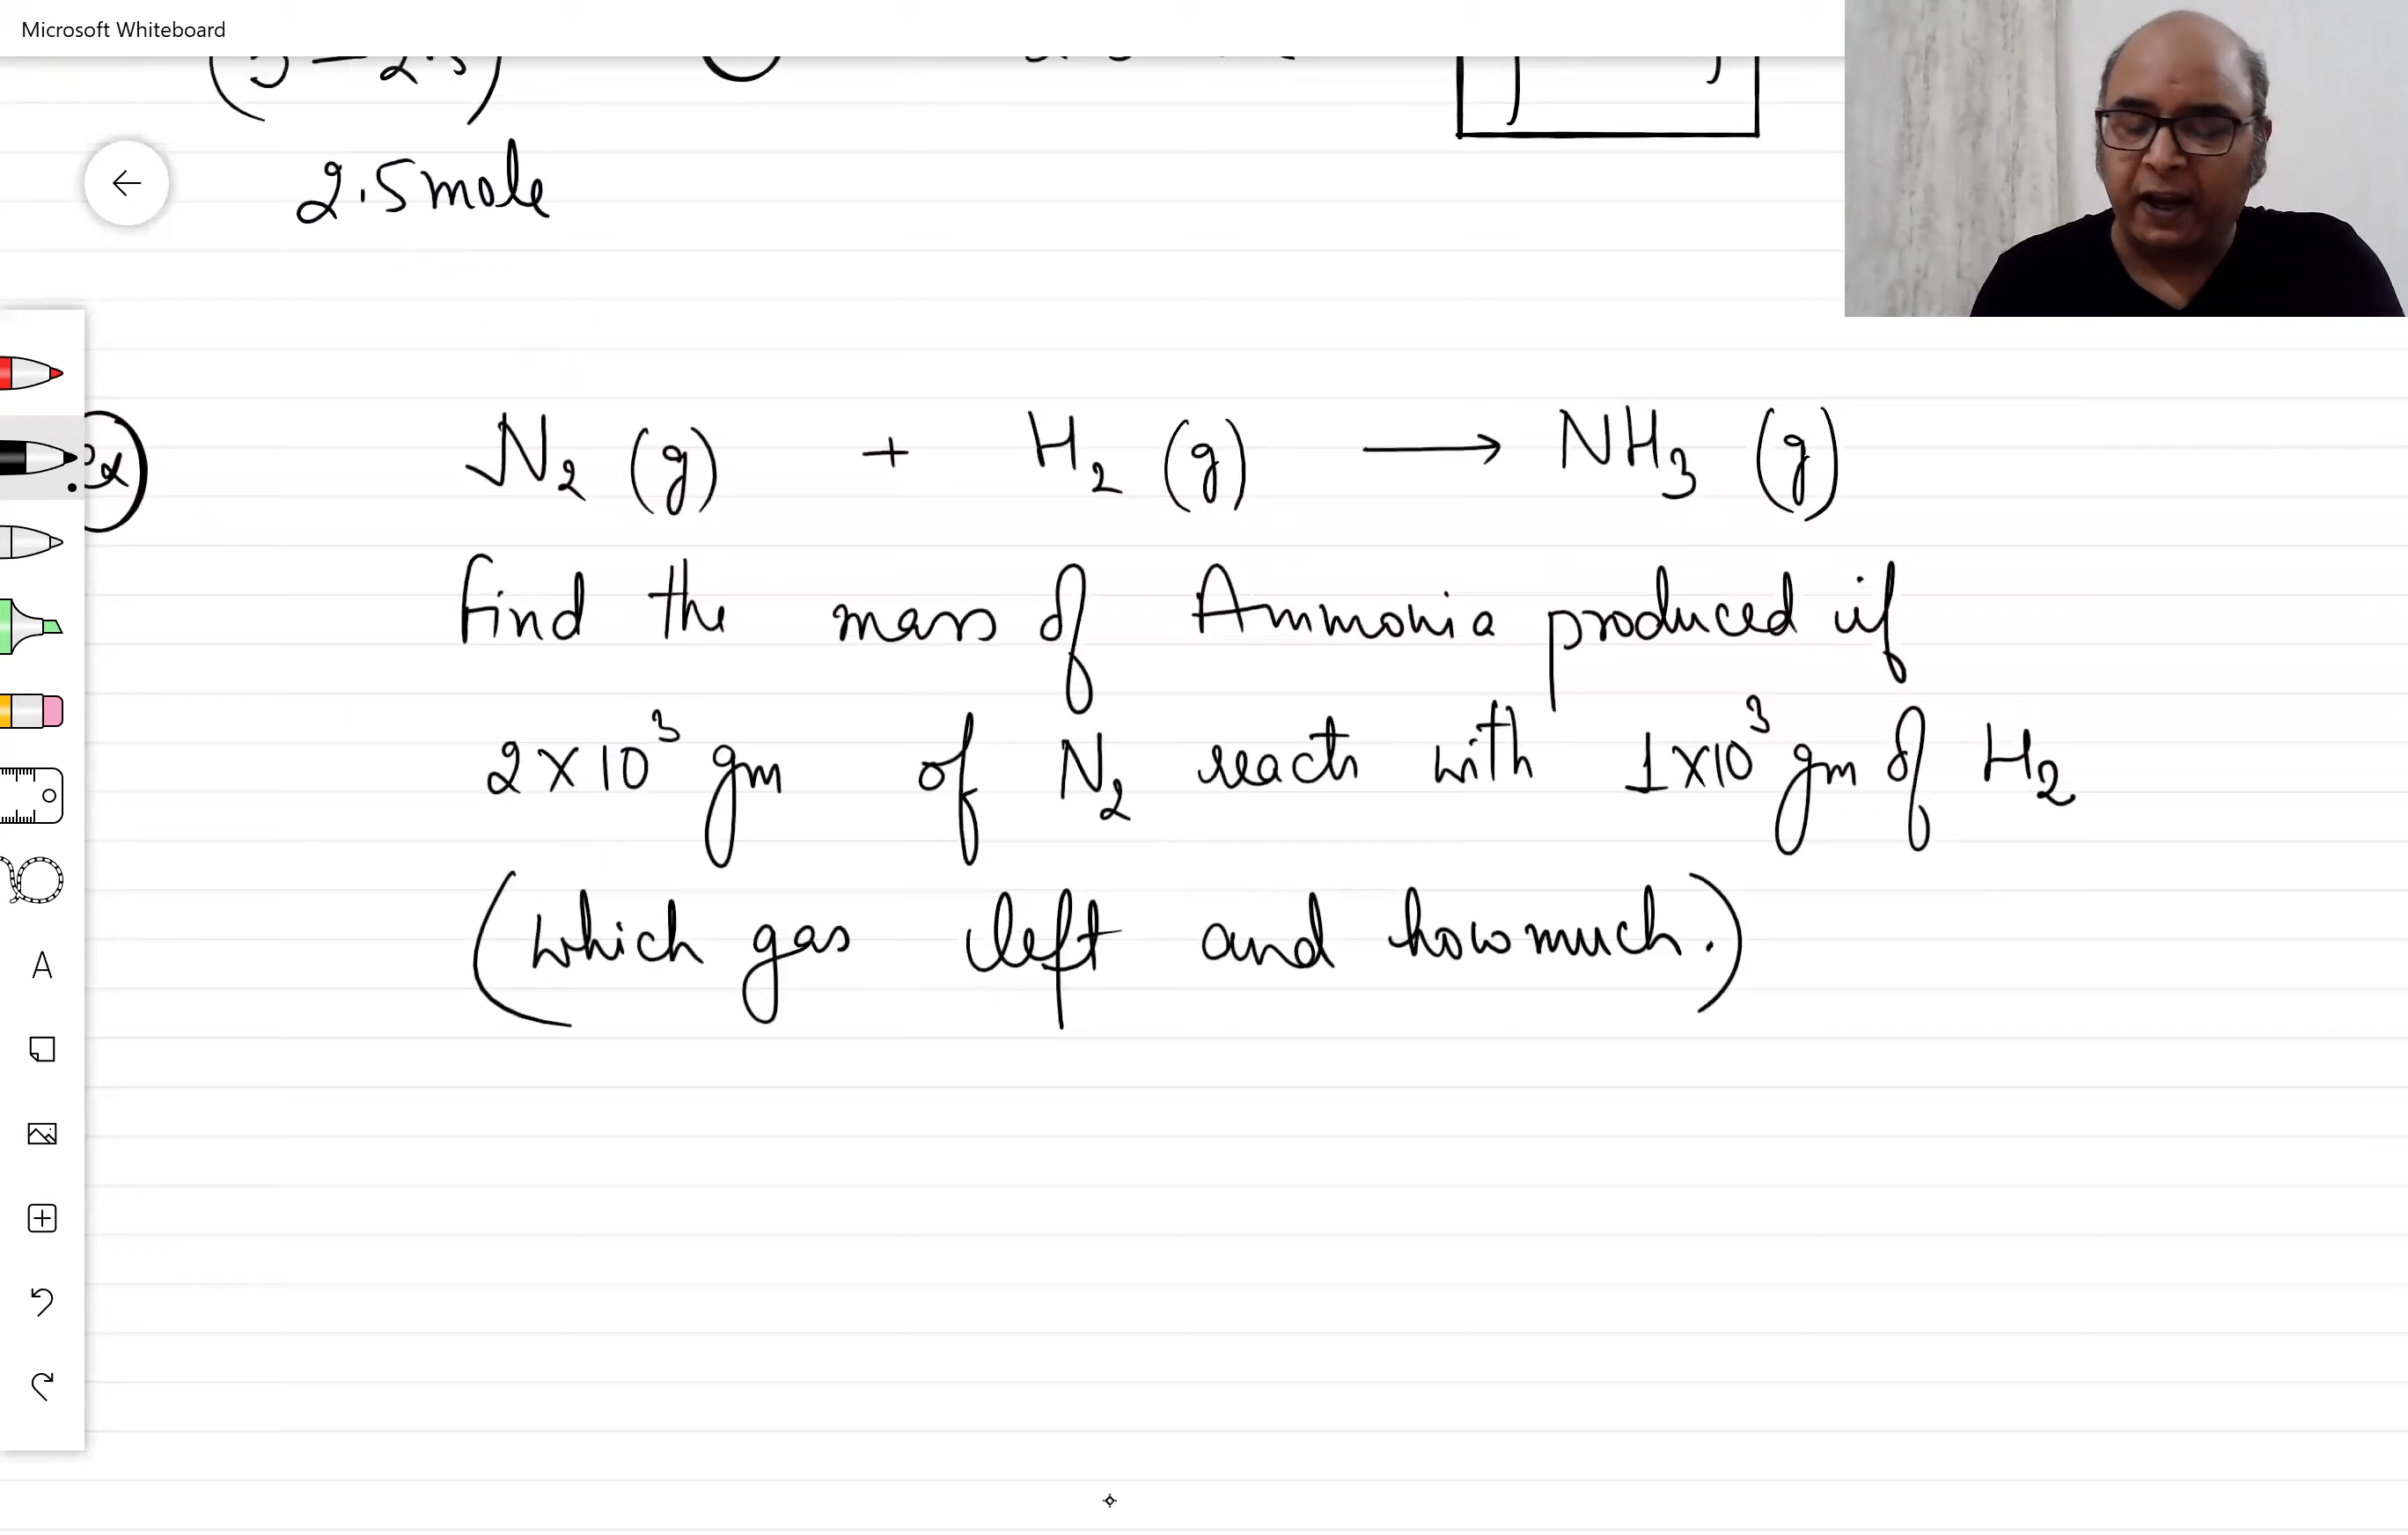 Microsoft Whiteboard
2.5 mole
N₂ (g) + H₂ (g) ⟶ NH₃ (g)
Find the mass of Ammonia produced if
2 × 10³ gm of N₂ reacts with 1×10³ gm of H₂
(which gas left and how much.)
A